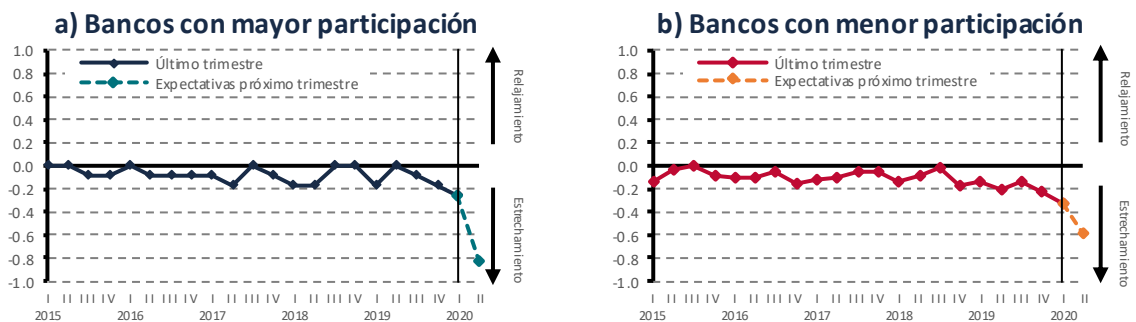 a) Bancos con mayor participación
1.0
0.8
0.6
0.4
0.2
0.0
-0.2
-0.4
-0.6
-0.8
-1.0
Último trimestre
Expectativas próximo trimestre
Relajamiento
Estrechamiento
I II III IV I II III IV I II III IV I II III IV I II III IV I II
2015 2016 2017 2018 2019 2020
b) Bancos con menor participación
1.0
0.8
0.6
0.4
0.2
0.0
-0.2
-0.4
-0.6
-0.8
-1.0
Último trimestre
Expectativas próximo trimestre
Relajamiento
Estrechamiento
I II III IV I II III IV I II III IV I II III IV I II III IV I II
2015 2016 2017 2018 2019 2020